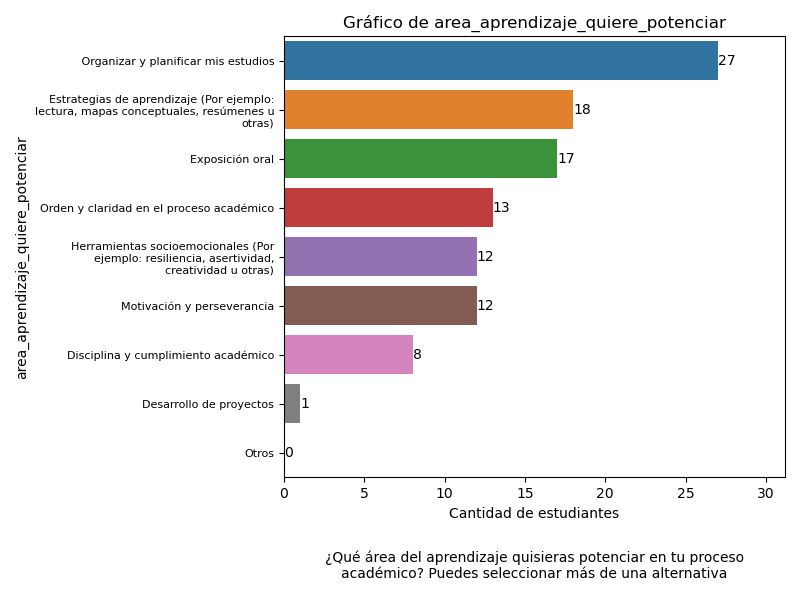 Gráfico de area_aprendizaje_quiere_potenciar
area_aprendizaje_quiere_potenciar
Organizar y planificar mis estudios
27
Estrategias de aprendizaje (Por ejemplo:
lectura, mapas conceptuales, resúmenes u
otras)
18
Exposición oral
17
Orden y claridad en el proceso académico
13
Herramientas socioemocionales (Por
ejemplo: resiliencia, asertividad,
creatividad u otras)
12
Motivación y perseverancia
12
Disciplina y cumplimiento académico
8
Desarrollo de proyectos
1
Otros
0
0 5 10 15 20 25 30
Cantidad de estudiantes
¿Qué área del aprendizaje quisieras potenciar en tu proceso
académico? Puedes seleccionar más de una alternativa